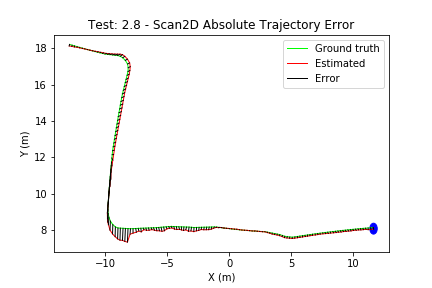 Test: 2.8 - Scan2D Absolute Trajectory Error
Ground truth
Estimated
Error
18
16
14
12
10
8
Y (m)
−10
−5
0
5
10
X (m)